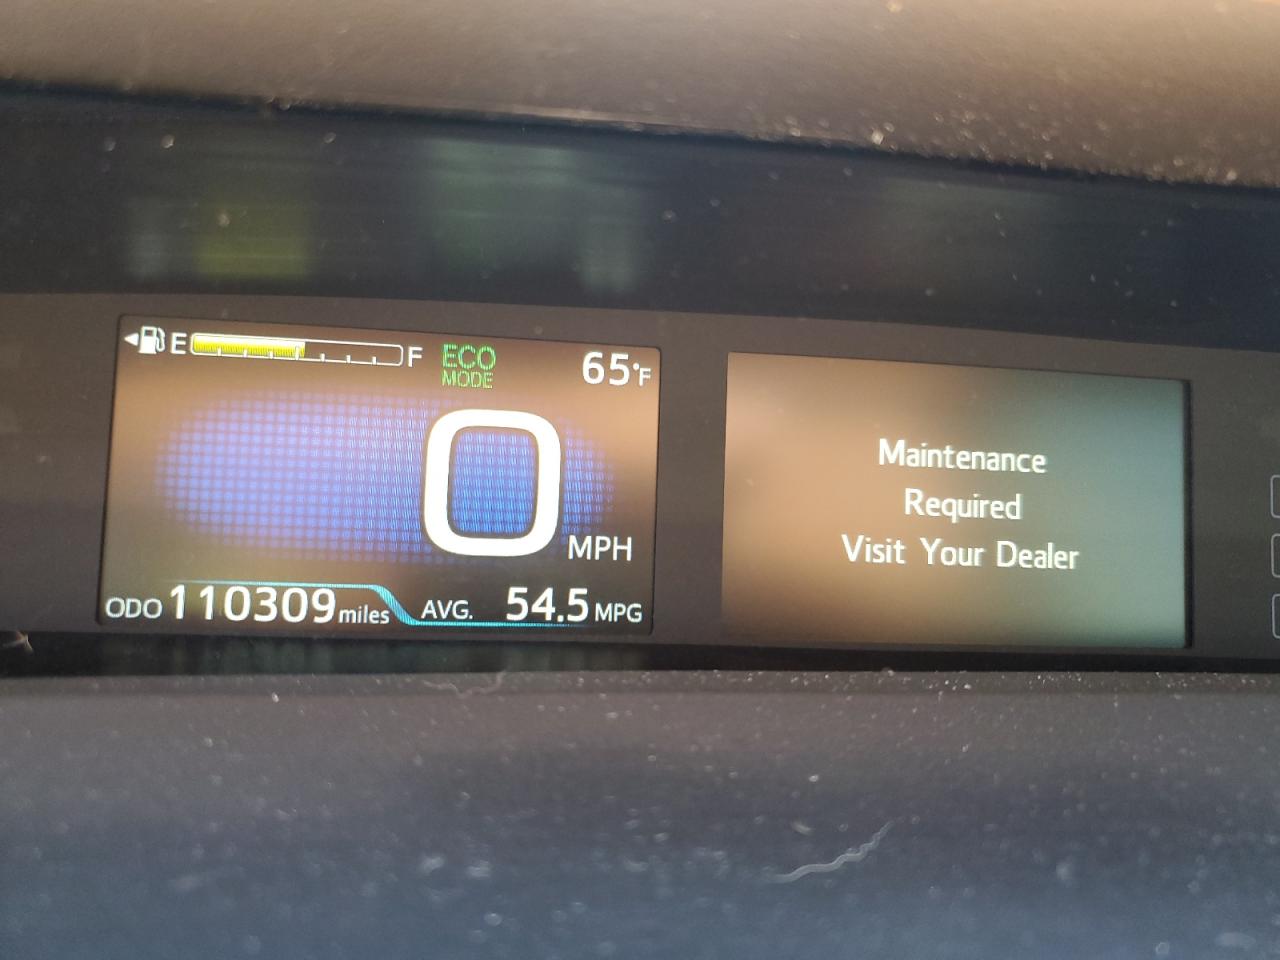 E F ECO 65°F
MODE
0
MPH
ODO 110309 miles AVG. 54.5 MPG
Maintenance
Required
Visit Your Dealer